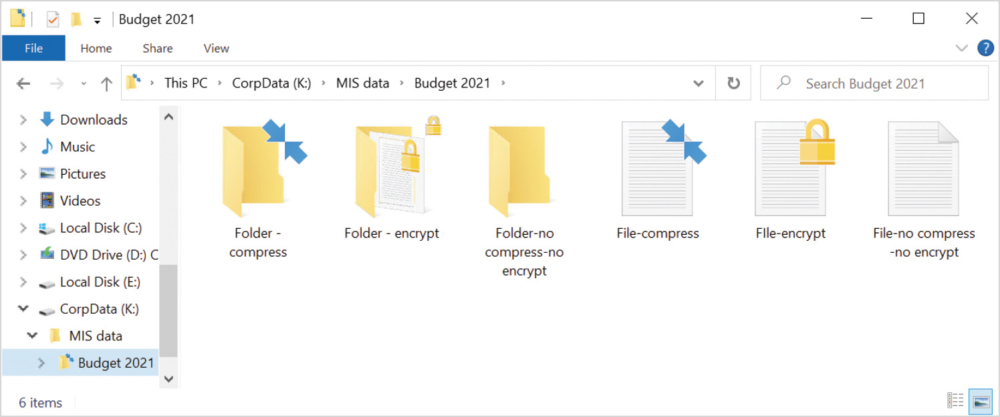 Budget 2021
File Home Share View
?
This PC CorpData (K:) MIS data Budget 2021
Search Budget 2021
Downloads
Music
Pictures
Videos
Local Disk (C:)
DVD Drive (D:) C
Local Disk (E:)
CorpData (K:)
MIS data
Budget 2021
Folder -
compress
Folder - encrypt
Folder-no
compress-no
encrypt
File-compress
FIle-encrypt
File-no compress
-no encrypt
6 items